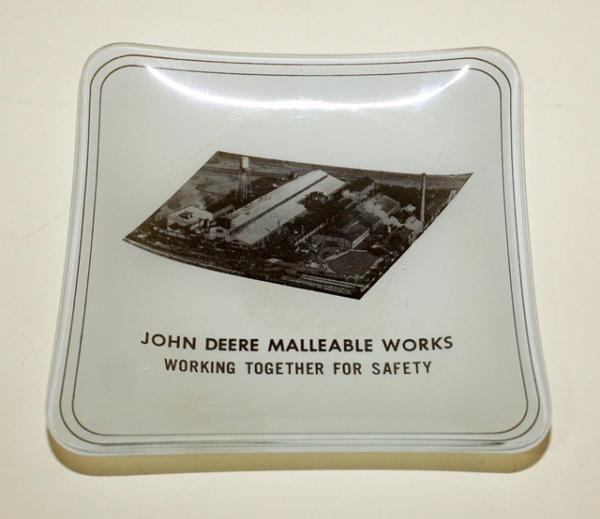 JOHN DEERE MALLEABLE WORKS
WORKING TOGETHER FOR SAFETY